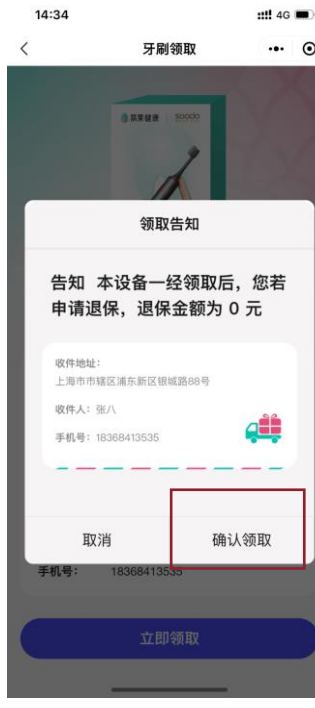 14:34
4G
牙刷领取
soodo
领取告知
告知 本设备一经领取后，您若
申请退保，退保金额为 0 元
收件地址：
上海市市辖区浦东新区银城路88号
收件人：张八
手机号：18368413535
取消
确认领取
手机号：
18368413535
立即领取